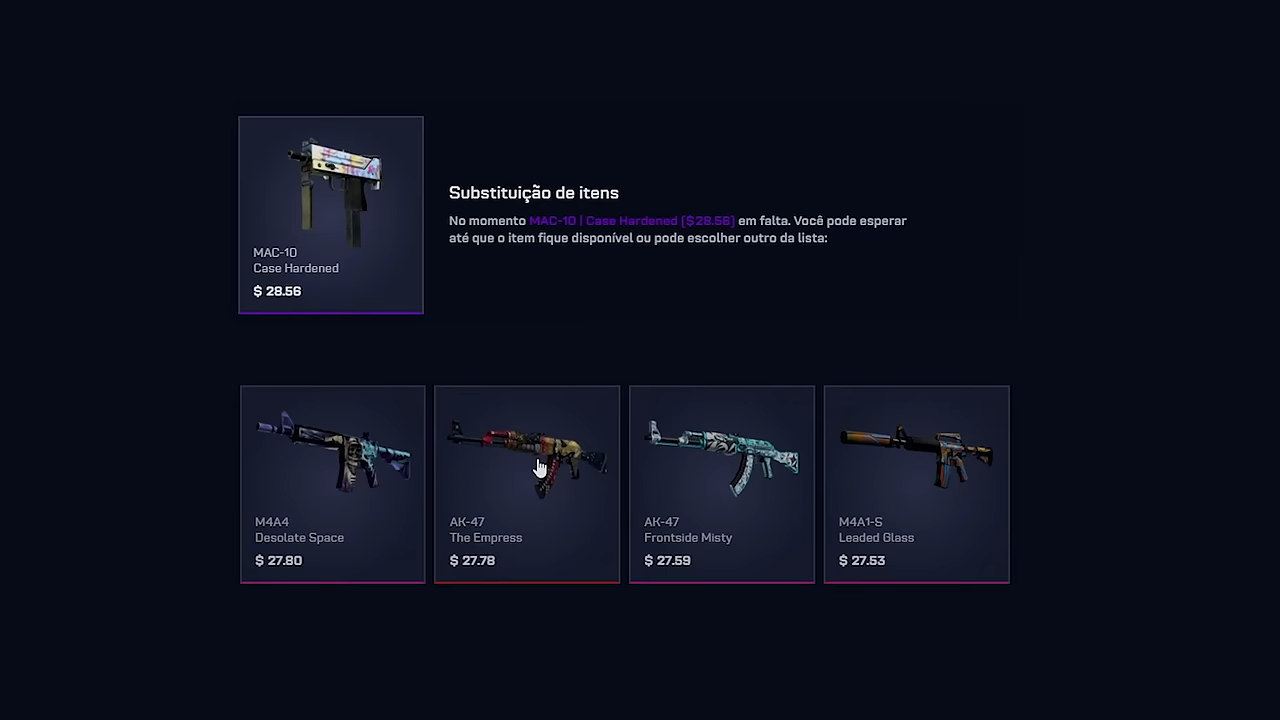 MAC-10
Case Hardened
$ 28.56
Substituição de itens
No momento MAC-10 | Case Hardened ($28.56) em falta. Você pode esperar
até que o item fique disponível ou pode escolher outro da lista:
M4A4
Desolate Space
$ 27.80
AK-47
The Empress
$ 27.78
AK-47
Frontside Misty
$ 27.59
M4A1-S
Leaded Glass
$ 27.53